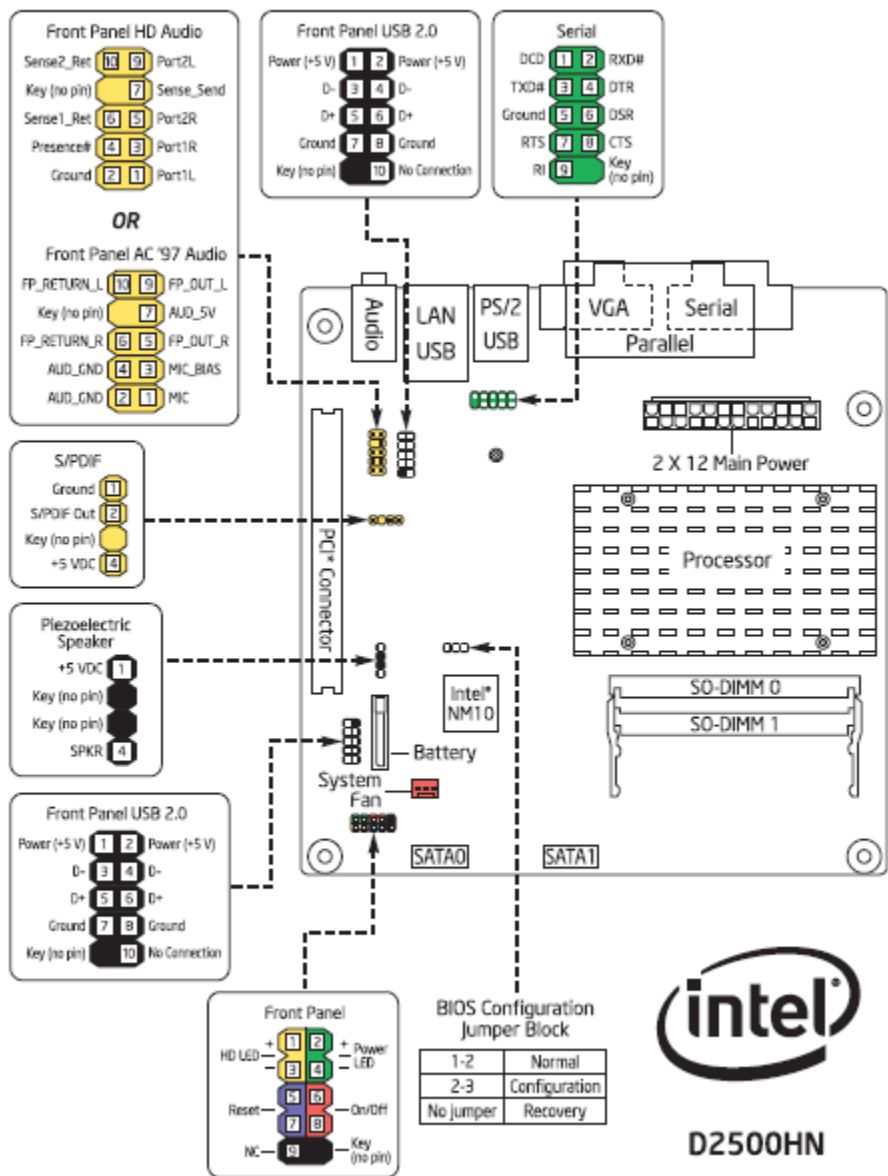 Front Panel HD Audio
Sense2_Ret 10 9 Port2L
Key (no pin) 7 Sense_Send
Sense1_Ret 6 5 Port2R
Presence# 4 3 Port1R
Ground 2 1 Port1L
OR
Front Panel AC '97 Audio
FP_RETURN_L 10 9 FP_OUT_L
Key (no pin) 7 AUD_5V
FP_RETURN_R 6 5 FP_OUT_R
AUD_GND 4 3 MIC_BIAS
AUD_GND 2 1 MIC
Front Panel USB 2.0
Power (+5 V) 1 2 Power (+5 V)
D- 3 4 D-
D+ 5 6 D+
Ground 7 8 Ground
Key (no pin) 10 No Connection
Serial
DCD 1 2 RXD#
TXD# 3 4 DTR
Ground 5 6 DSR
RTS 7 8 CTS
RI 9 Key
(no pin)
Audio
LAN
USB
PS/2
USB
VGA
Serial
Parallel
2 X 12 Main Power
S/PDIF
Ground 1
S/PDIF Out 2
Key (no pin)
+5 VDC 4
PCI* Connector
Processor
Piezoelectric
Speaker
+5 VDC 1
Key (no pin)
Key (no pin)
SPKR 4
Intel*
NM10
SO-DIMM 0
SO-DIMM 1
Battery
System
Fan
SATA0
SATA1
Front Panel USB 2.0
Power (+5 V) 1 2 Power (+5 V)
D- 3 4 D-
D+ 5 6 D+
Ground 7 8 Ground
Key (no pin) 10 No Connection
Front Panel
+ 1 2 + Power
HD LED
- 3 4 - LED
5 6
Reset On/Off
7 8
NC 9 Key
(no pin)
BIOS Configuration
Jumper Block
1-2 Normal
2-3 Configuration
No jumper Recovery
intel®
D2500HN